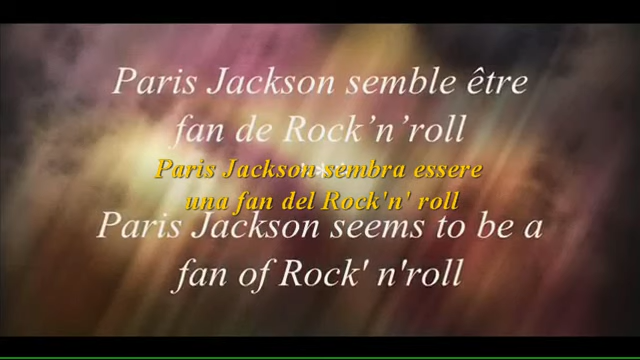 Paris Jackson semble être
fan de Rock’n’roll
***
Paris Jackson sembra essere
una fan del Rock'n' roll
Paris Jackson seems to be a
fan of Rock' n'roll